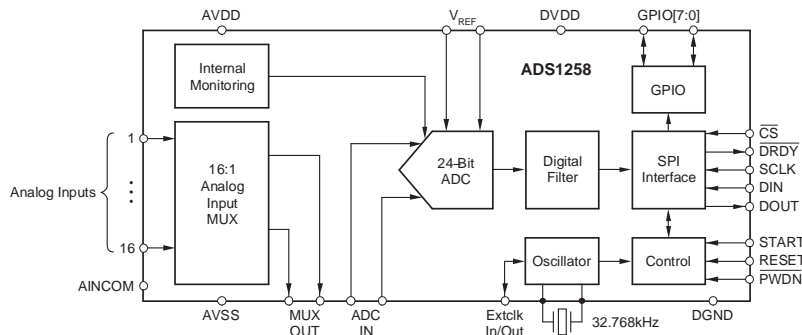 AVDD
VREF
DVDD
GPIO[7:0]
ADS1258
Internal
Monitoring
GPIO
1
16:1
Analog
Input
MUX
24-Bit
ADC
Digital
Filter
SPI
Interface
CS
DRDY
SCLK
DIN
DOUT
Analog Inputs
16
Oscillator
Control
START
RESET
PWDN
AINCOM
AVSS
MUX
OUT
ADC
IN
Extclk
In/Out
32.768kHz
DGND